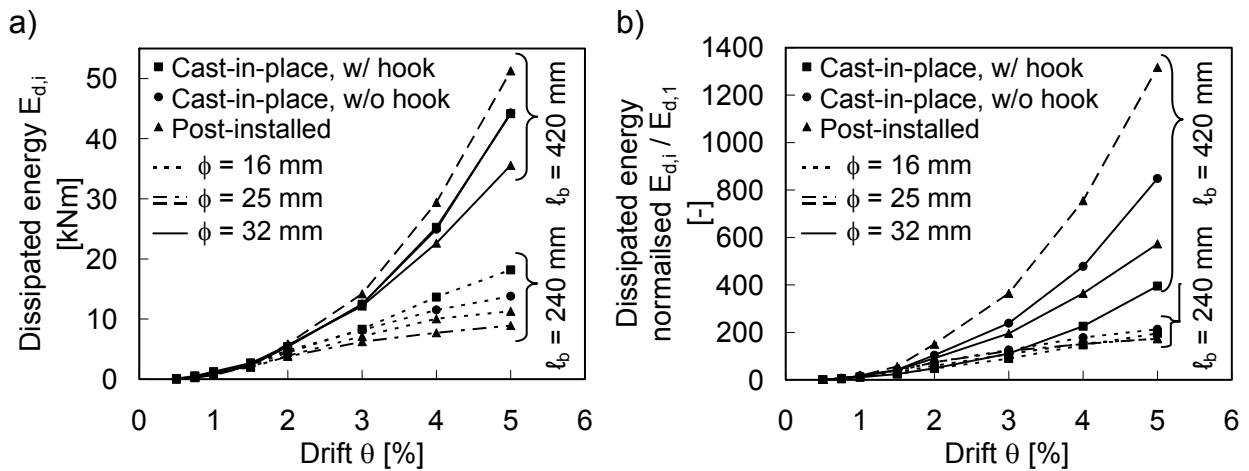 a)
Dissipated energy E_d,i
[kNm]
50
40
30
20
10
0
Cast-in-place, w/ hook
Cast-in-place, w/o hook
Post-installed
ϕ = 16 mm
ϕ = 25 mm
ϕ = 32 mm
ℓ_b = 420 mm
ℓ_b = 240 mm
0 1 2 3 4 5 6
Drift θ [%]
b)
Dissipated energy
normailsed E_d,i / E_d,1
[-]
1400
1200
1000
800
600
400
200
0
Cast-in-place, w/ hook
Cast-in-place, w/o hook
Post-installed
ϕ = 16 mm
ϕ = 25 mm
ϕ = 32 mm
ℓ_b = 420 mm
ℓ_b = 240 mm
0 1 2 3 4 5 6
Drift θ [%]